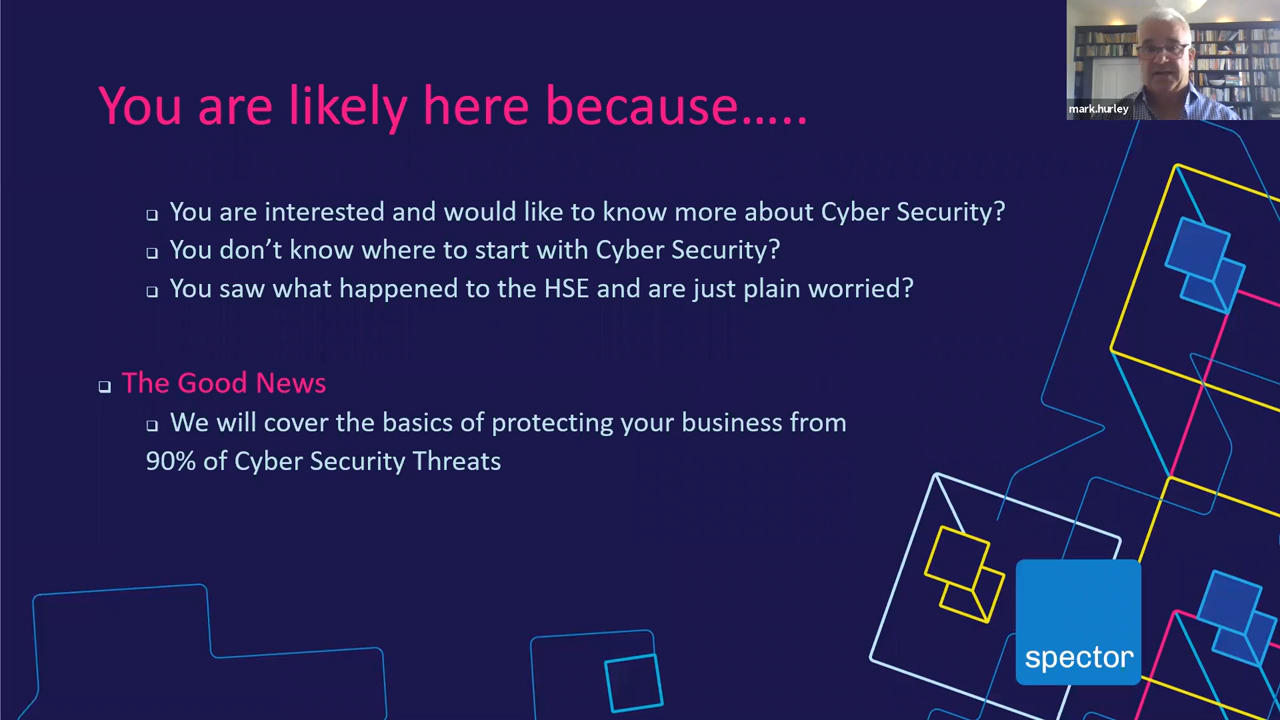 You are likely here because…..
mark.hurley
❑ You are interested and would like to know more about Cyber Security?
❑ You don’t know where to start with Cyber Security?
❑ You saw what happened to the HSE and are just plain worried?
❑ The Good News
❑ We will cover the basics of protecting your business from
90% of Cyber Security Threats
spector